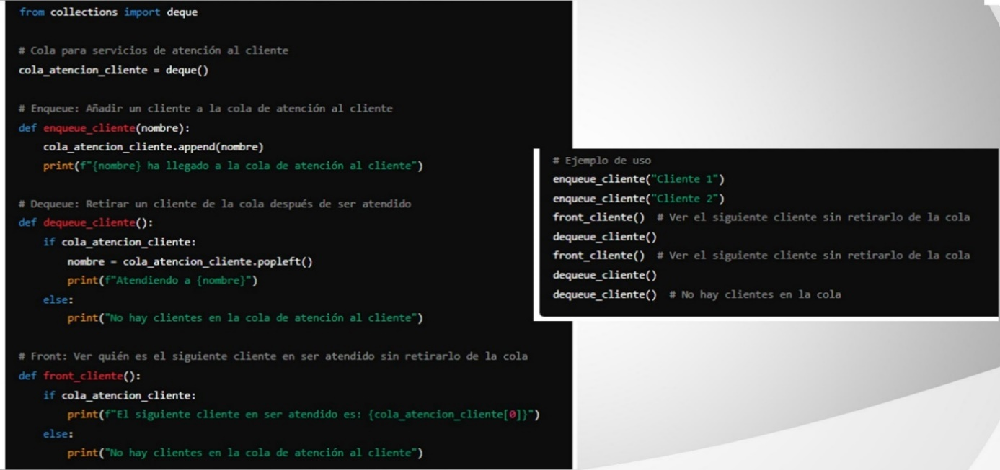 from collections import deque
# Cola para servicios de atención al cliente
cola_atencion_cliente = deque()
# Enqueue: Añadir un cliente a la cola de atención al cliente
def enqueue_cliente(nombre):
    cola_atencion_cliente.append(nombre)
    print(f"{nombre} ha llegado a la cola de atención al cliente")
# Dequeue: Retirar un cliente de la cola después de ser atendido
def dequeue_cliente():
    if cola_atencion_cliente:
        nombre = cola_atencion_cliente.popleft()
        print(f"Atendiendo a {nombre}")
    else:
        print("No hay clientes en la cola de atención al cliente")
# Front: Ver quién es el siguiente cliente en ser atendido sin retirarlo de la cola
def front_cliente():
    if cola_atencion_cliente:
        print(f"El siguiente cliente en ser atendido es: {cola_atencion_cliente[0]}")
    else:
        print("No hay clientes en la cola de atención al cliente")
# Ejemplo de uso
enqueue_cliente("Cliente 1")
enqueue_cliente("Cliente 2")
front_cliente()  # Ver el siguiente cliente sin retirarlo de la cola
dequeue_cliente()
front_cliente()  # Ver el siguiente cliente sin retirarlo de la cola
dequeue_cliente()
dequeue_cliente()  # No hay clientes en la cola